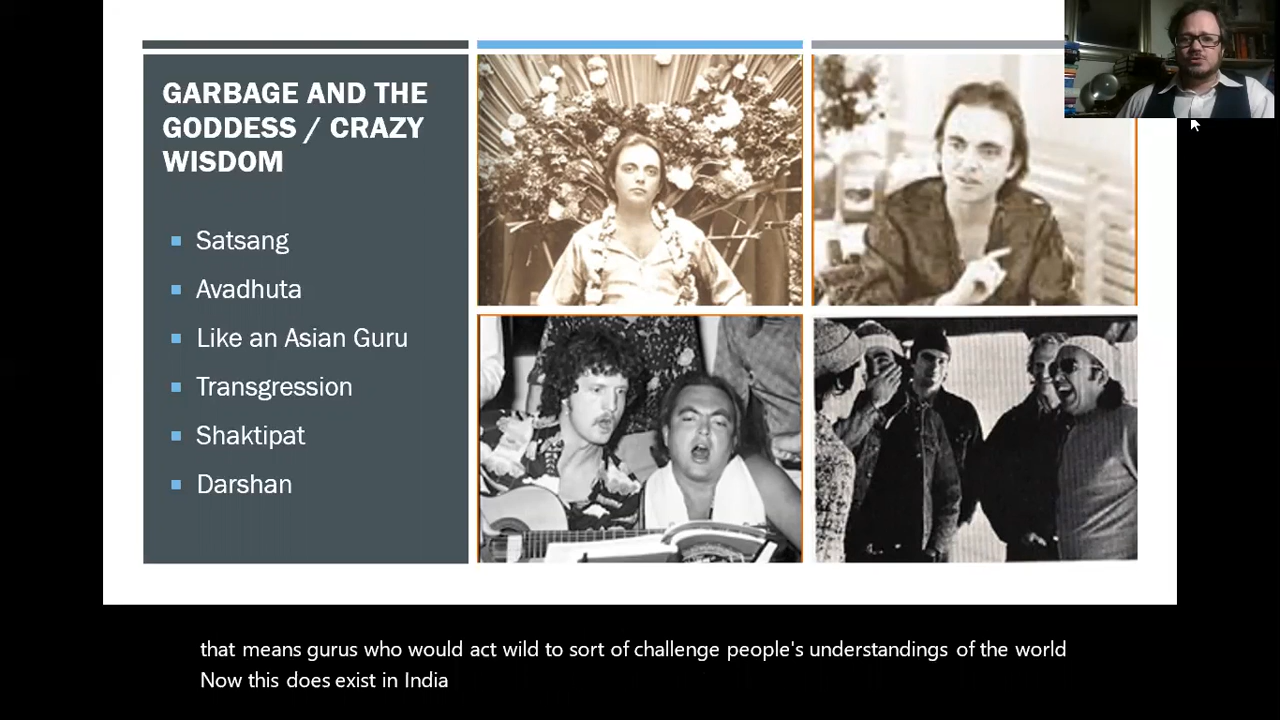 GARBAGE AND THE
GODDESS / CRAZY
WISDOM
Satsang
Avadhuta
Like an Asian Guru
Transgression
Shaktipat
Darshan
that means gurus who would act wild to sort of challenge people's understandings of the world
Now this does exist in India